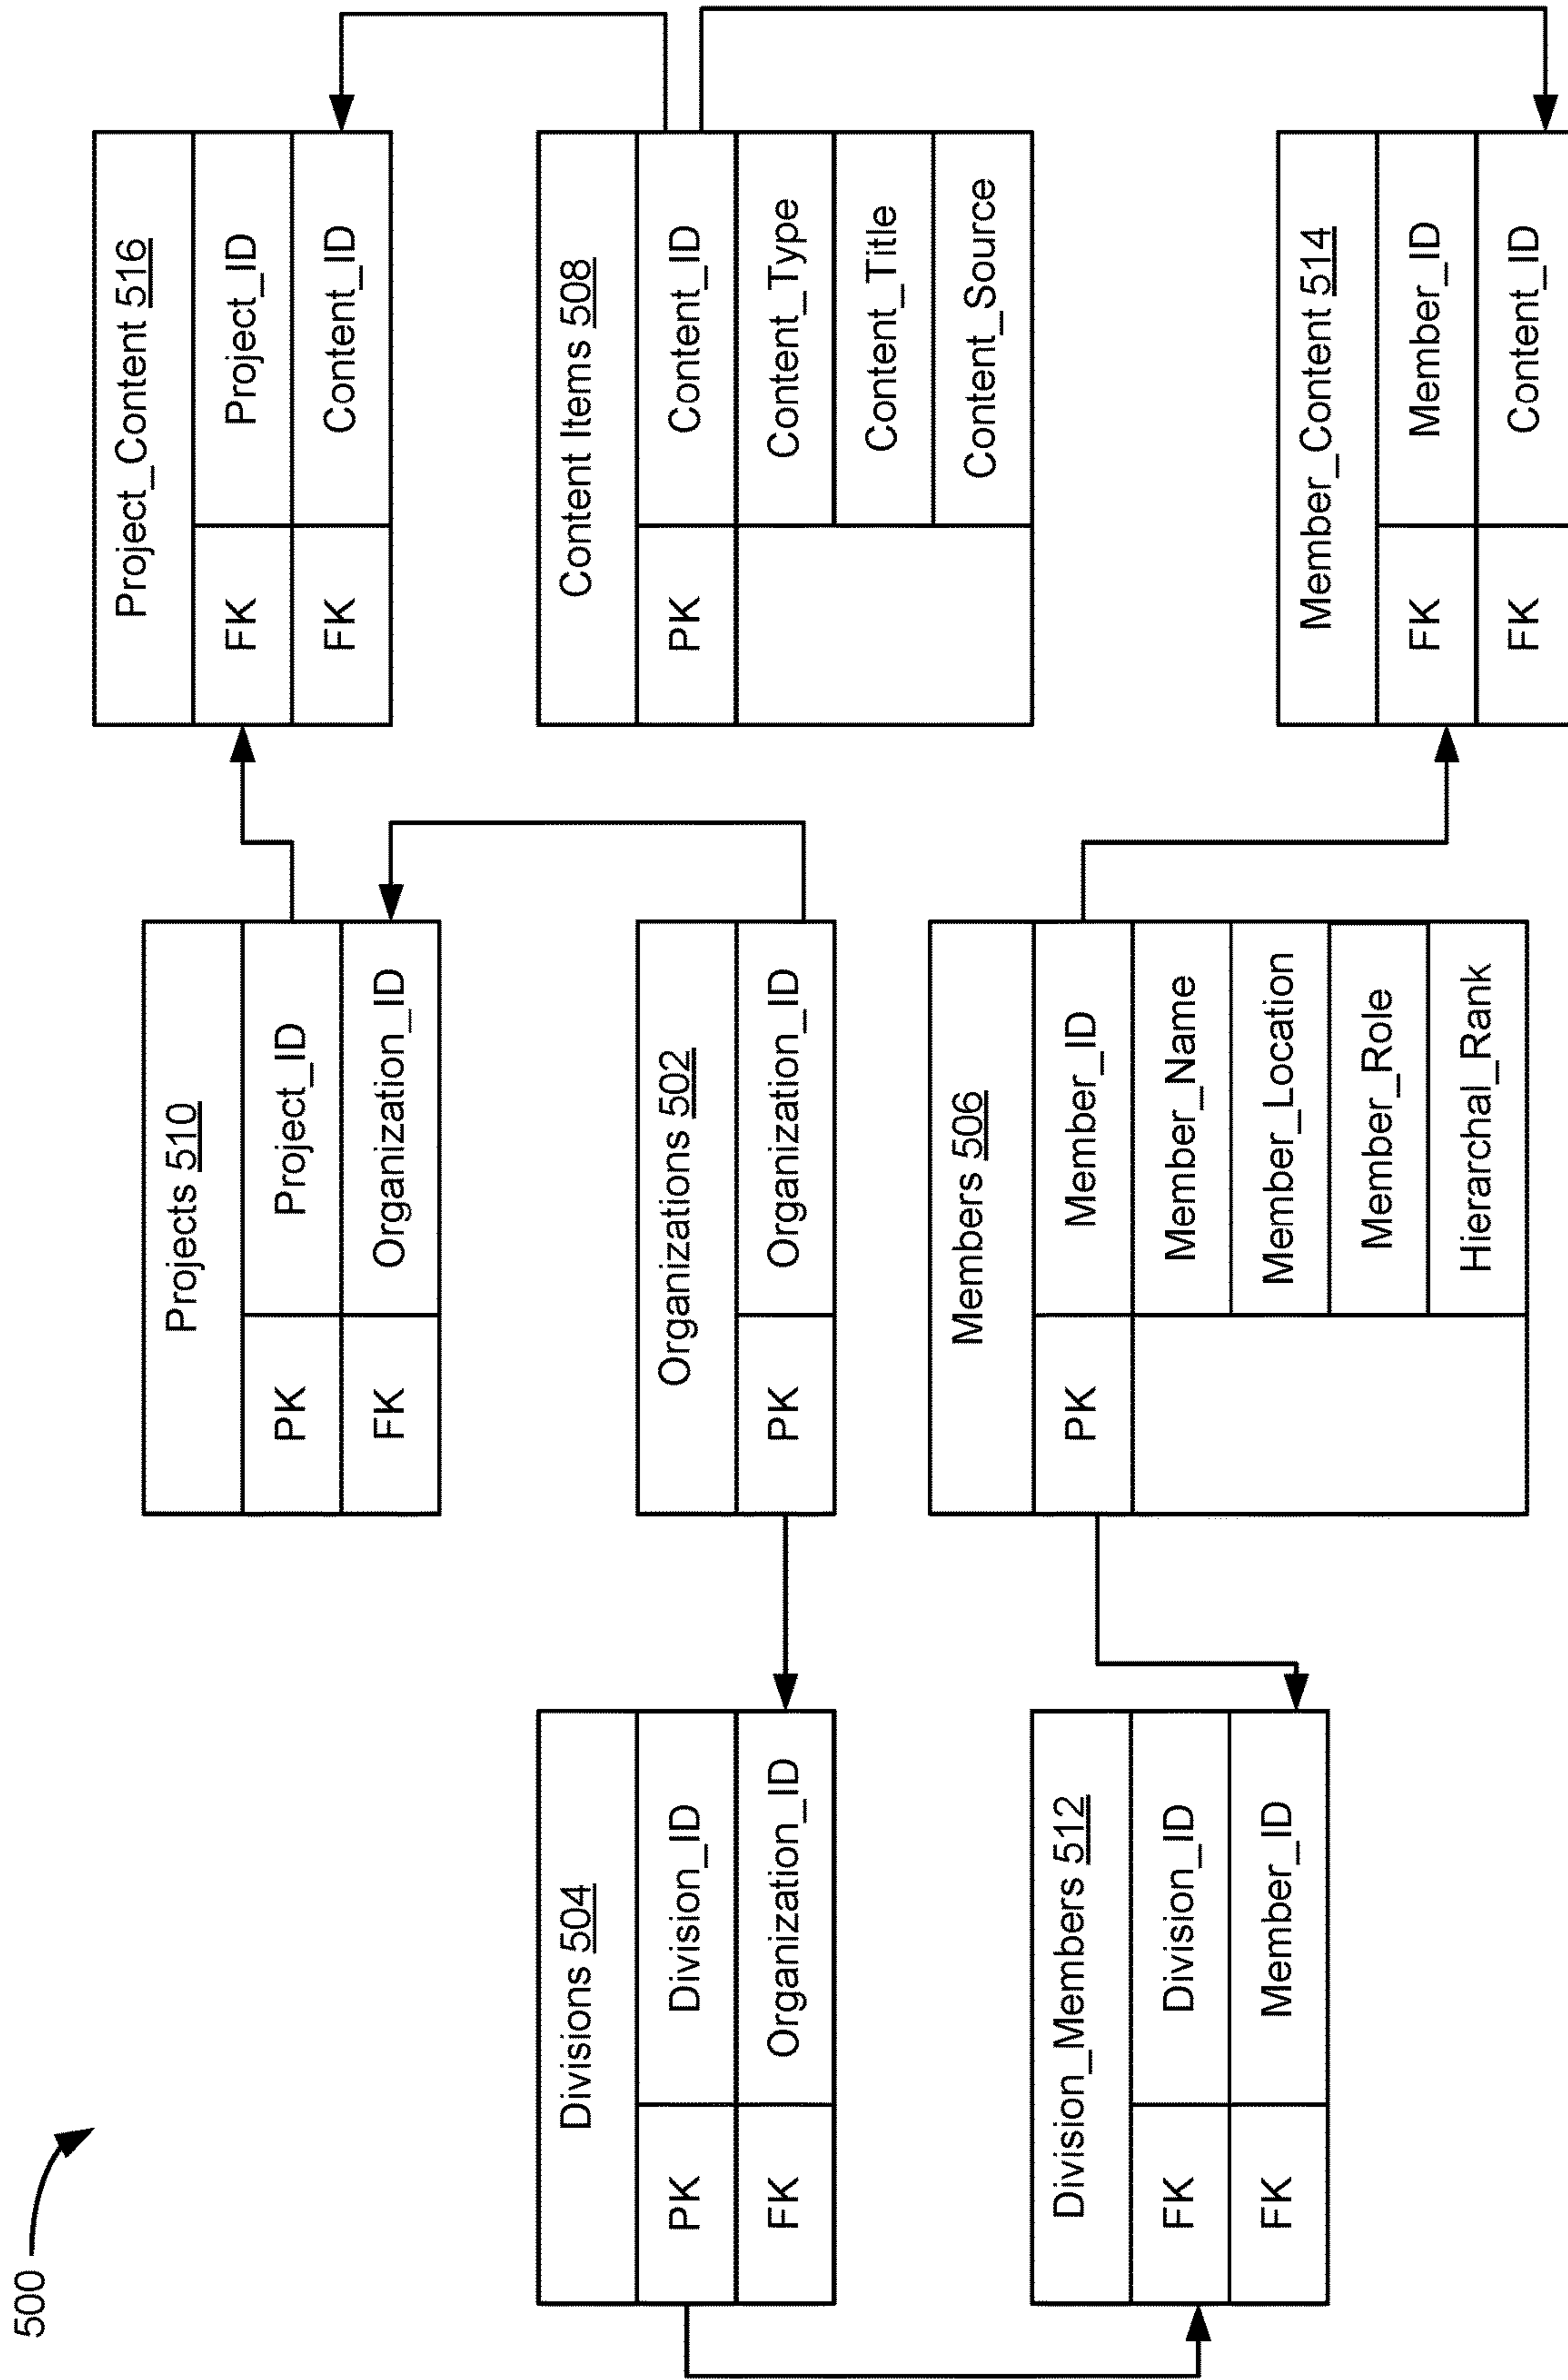 500
Divisions 504
PK Division_ID
FK Organization_ID
Division_Members 512
FK Division_ID
FK Member_ID
Projects 510
PK Project_ID
FK Organization_ID
Organizations 502
PK Organization_ID
Members 506
PK Member_ID
Member_Name
Member_Location
Member_Role
Hierarchal_Rank
Project_Content 516
FK Project_ID
FK Content_ID
Content Items 508
PK Content_ID
Content_Type
Content_Title
Content_Source
Member_Content 514
FK Member_ID
FK Content_ID